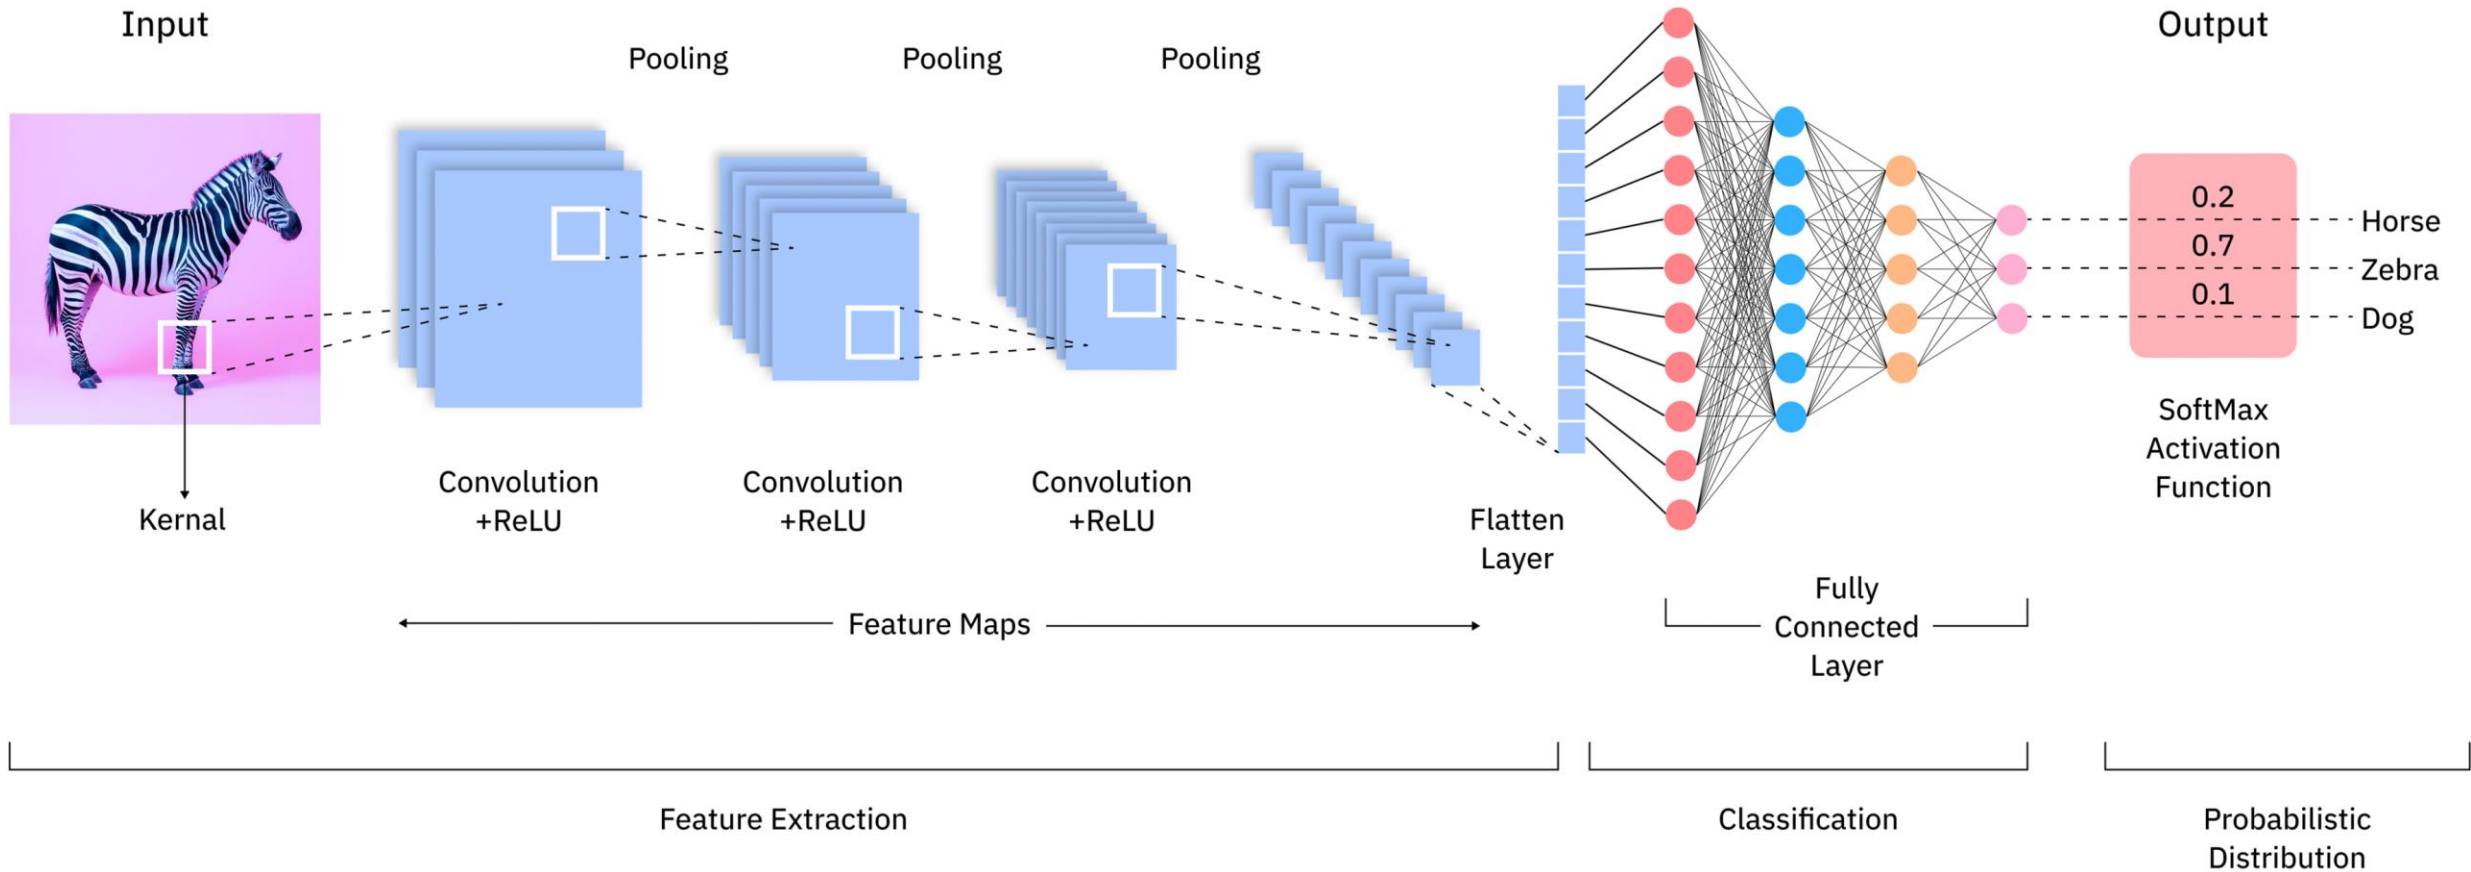 Input
Pooling
Pooling
Pooling
Output
0.2
Horse
0.7
Zebra
0.1
Dog
Kernal
Convolution
+ReLU
Convolution
+ReLU
Convolution
+ReLU
Flatten
Layer
SoftMax
Activation
Function
Feature Maps
Fully
Connected
Layer
Feature Extraction
Classification
Probabilistic
Distribution